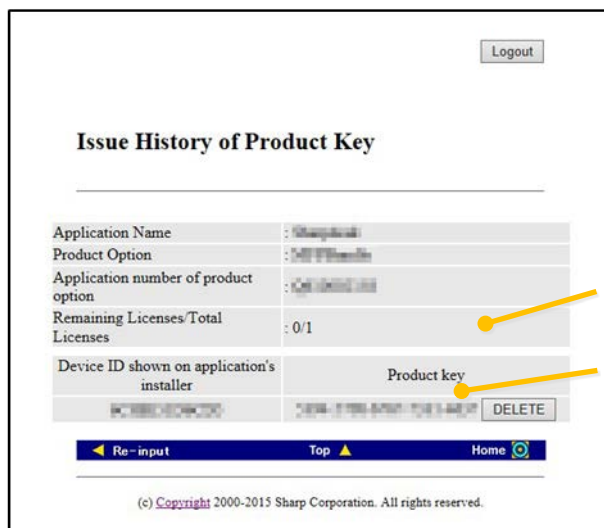 Logout
Issue History of Product Key
Application Name :
Product Option :
Application number of product
option :
Remaining Licenses/Total
Licenses : 0/1
Device ID shown on application's
installer
Product key
DELETE
Re-input Top Home
(c) Copyright 2000-2015 Sharp Corporation. All rights reserved.